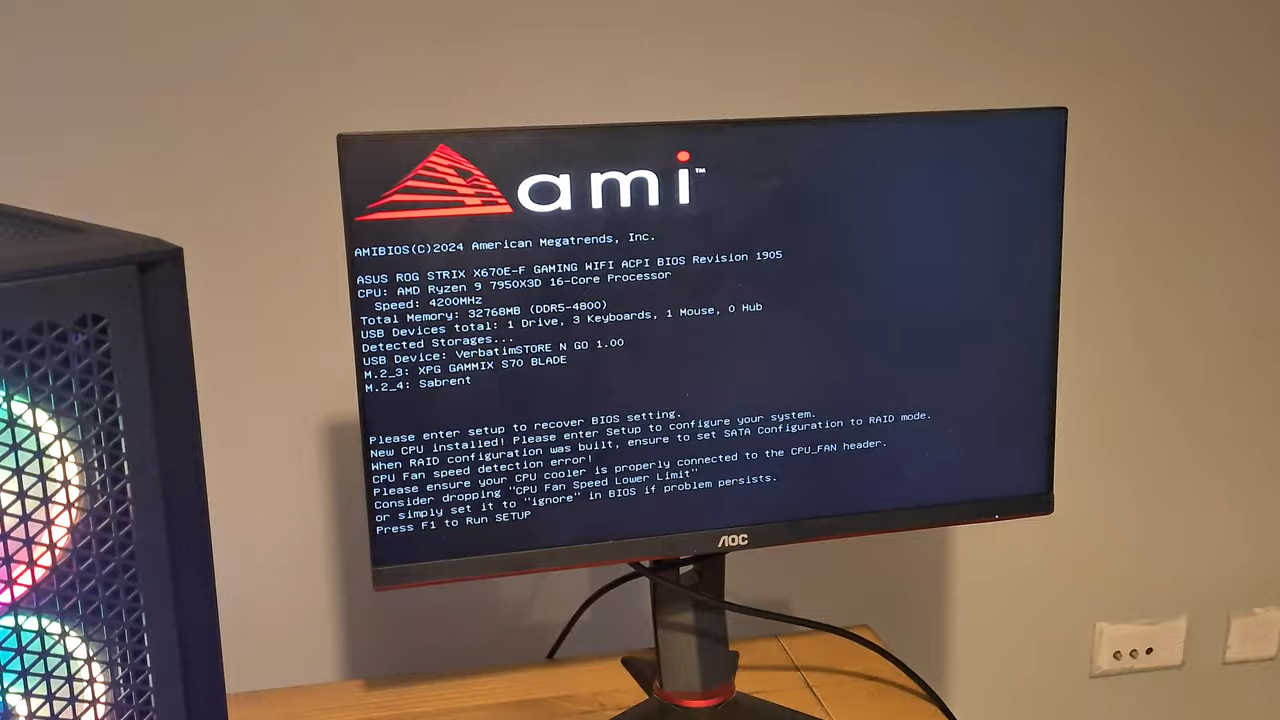 ami™
AMIBIOS(C)2024 American Megatrends, Inc.
ASUS ROG STRIX X670E-F GAMING WIFI ACPI BIOS Revision 1905
CPU: AMD Ryzen 9 7950X3D 16-Core Processor
Speed: 4200MHz
Total Memory: 32768MB (DDR5-4800)
USB Devices total: 1 Drive, 3 Keyboards, 1 Mouse, 0 Hub
Detected Storages...
USB Device: VerbatimSTORE N GO 1.00
M.2_3: XPG GAMMIX S70 BLADE
M.2_4: Sabrent
Please enter setup to recover BIOS setting.
New CPU installed! Please enter Setup to configure your system.
When RAID configuration was built, ensure to set SATA Configuration to RAID mode.
CPU Fan speed detection error!
Please ensure your CPU cooler is properly connected to the CPU_FAN header.
Consider dropping "CPU Fan Speed Lower Limit"
or simply set it to "ignore" in BIOS if problem persists.
Press F1 to Run SETUP
AOC